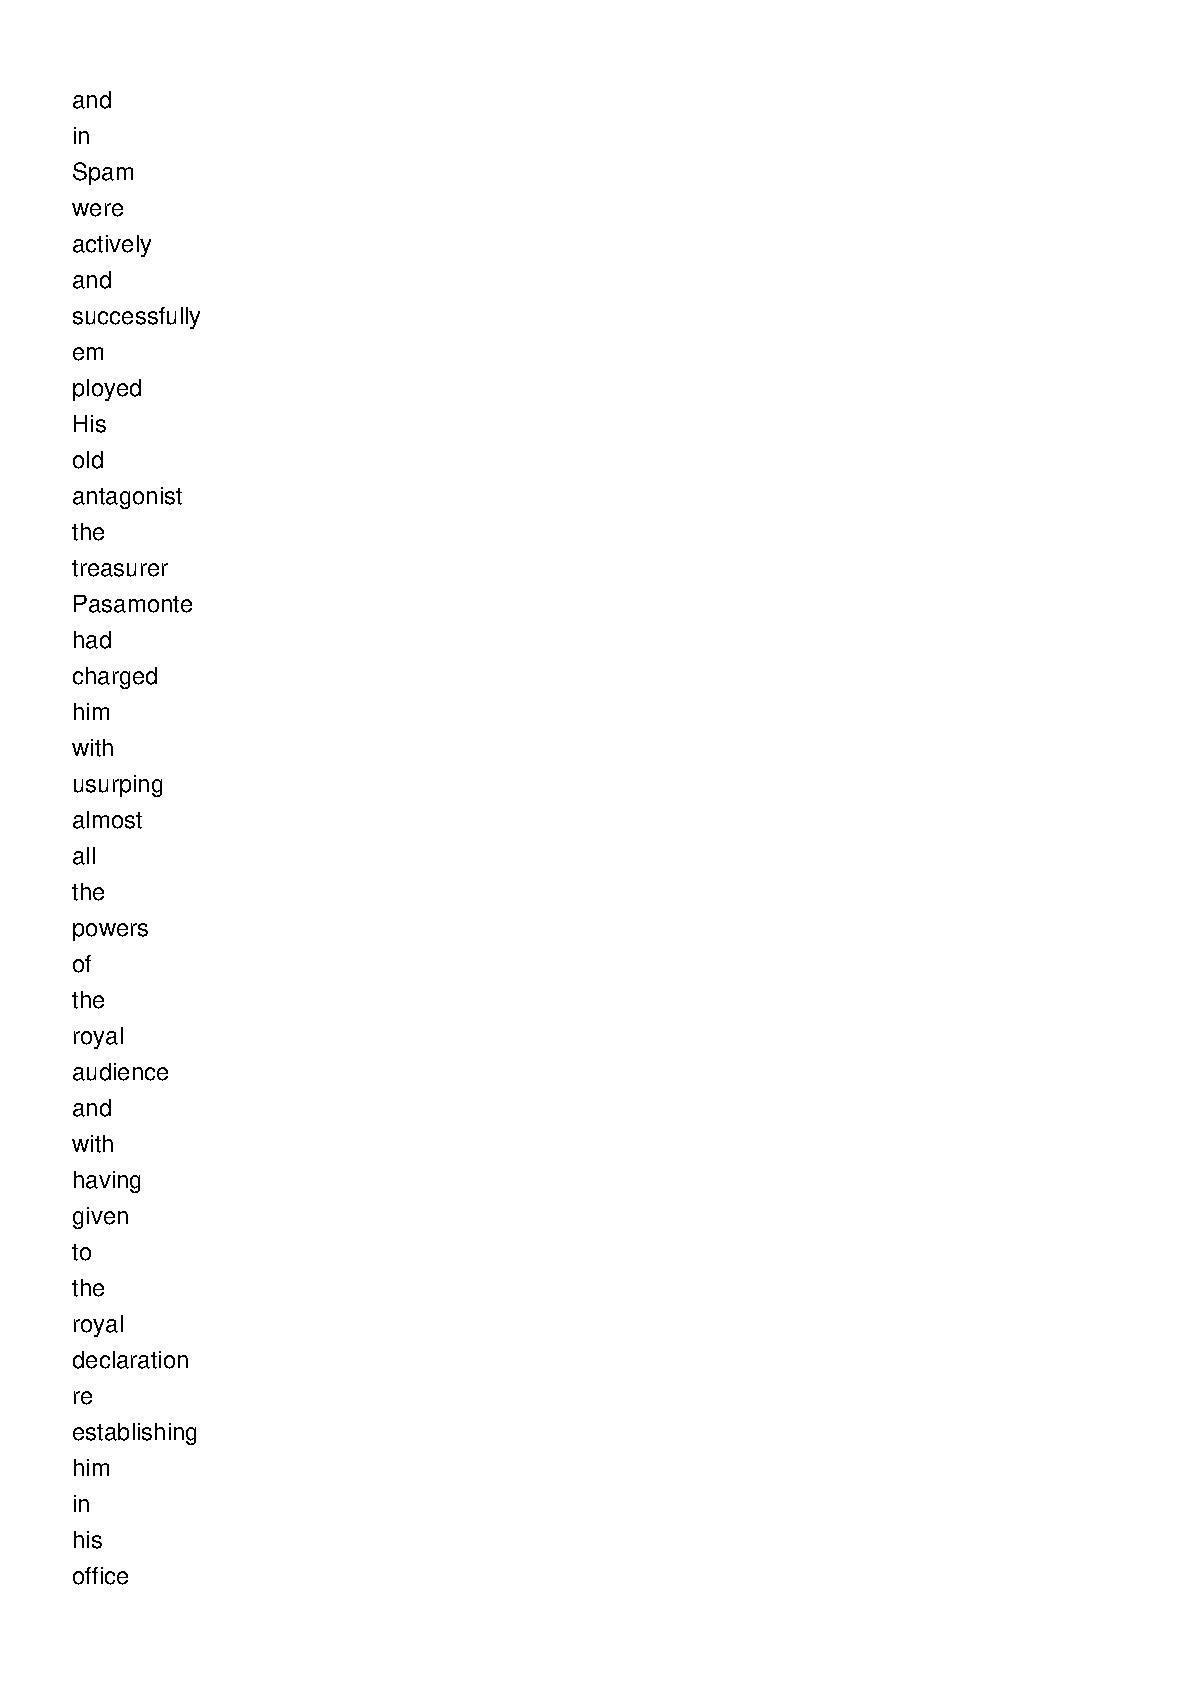 and
in
Spam
were
actively
and
successfully
em
ployed
His
old
antagonist
the
treasurer
Pasamonte
had
charged
him
with
usurping
almost
all
the
powers
of
the
royal
audience
and
with
having
given
to
the
royal
declaration
re
establishing
him
in
his
office